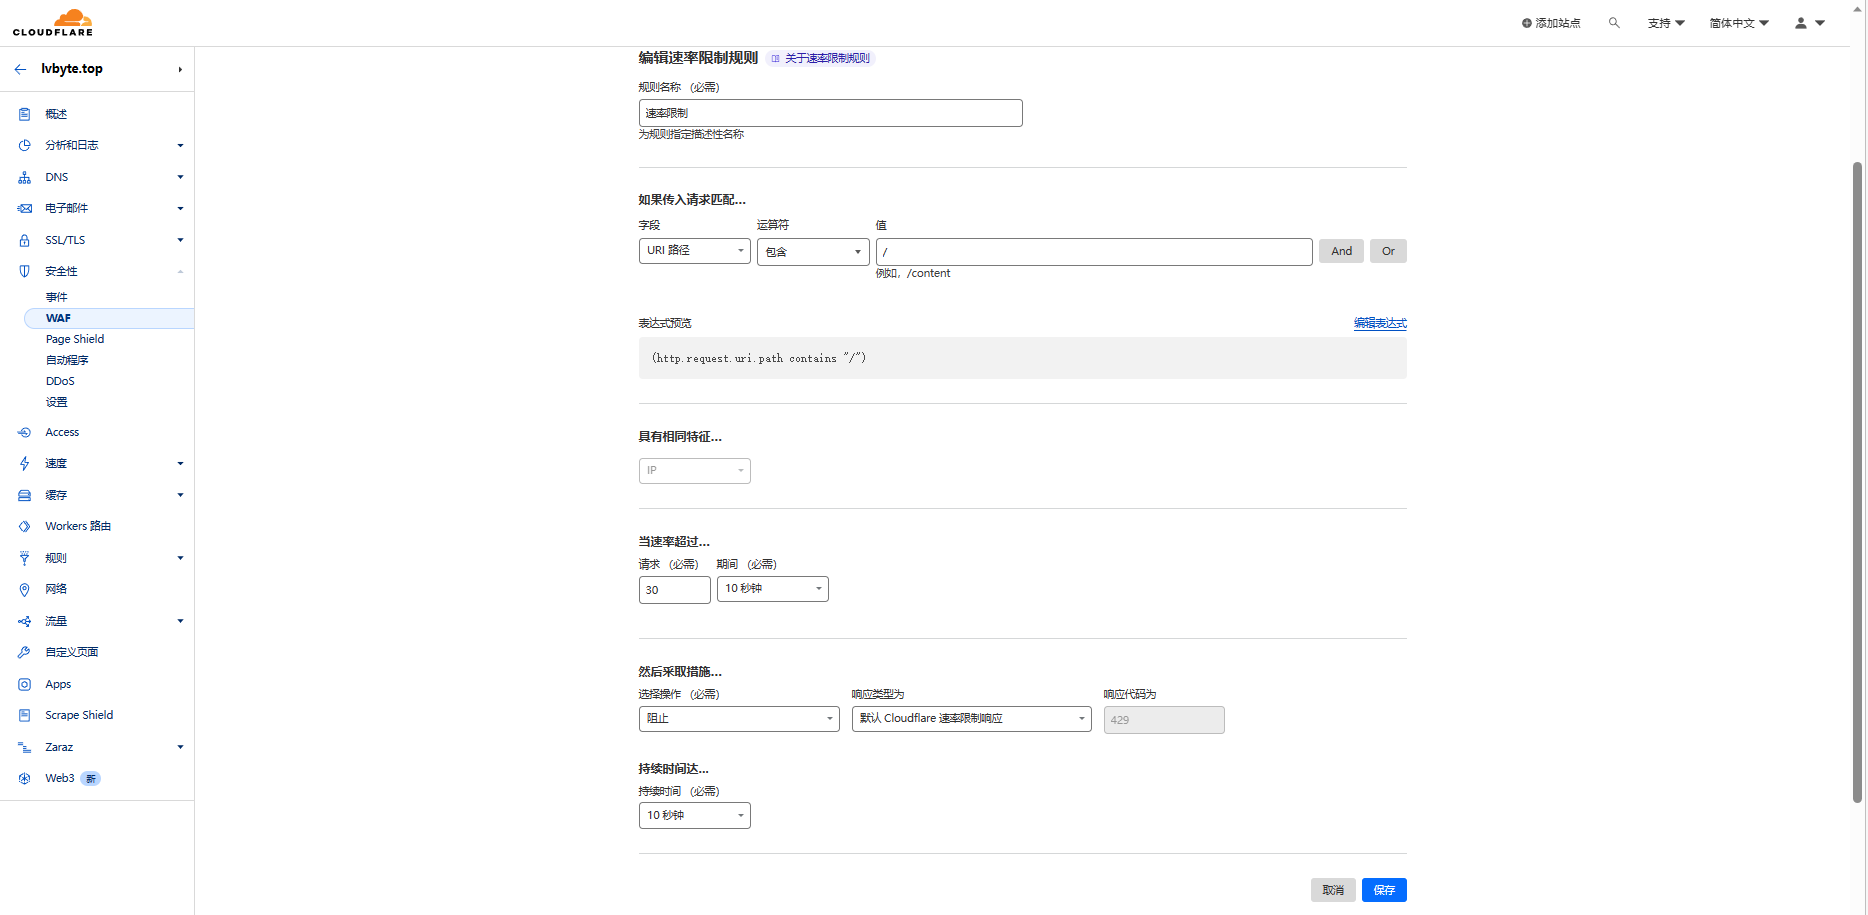 CLOUDFLARE
添加站点
支持
简体中文
lvbyte.top
概述
分析和日志
DNS
电子邮件
SSL/TLS
安全性
事件
WAF
Page Shield
自动程序
DDoS
设置
Access
速度
缓存
Workers 路由
规则
网络
流量
自定义页面
Apps
Scrape Shield
Zaraz
Web3 新
编辑速率限制规则 关于速率限制规则
规则名称 (必需)
速率限制
为规则指定描述性名称
如果传入请求匹配...
字段 运算符 值
URI 路径 包含 / And Or
例如，/content
表达式预览 编辑表达式
(http.request.uri.path contains "/")
具有相同特征...
IP
当速率超过...
请求 (必需) 期间 (必需)
30 10 秒钟
然后采取措施...
选择操作 (必需) 响应类型为 响应代码为
阻止 默认 Cloudflare 速率限制响应 429
持续时间达...
持续时间 (必需)
10 秒钟
取消 保存